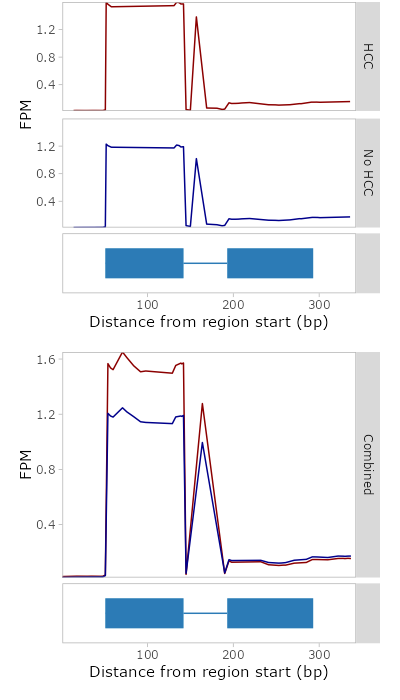 1.2
0.8
0.4
HCC
FPM
1.2
0.8
0.4
No HCC
100 200 300
Distance from region start (bp)
1.6
1.2
0.8
0.4
FPM
Combined
100 200 300
Distance from region start (bp)